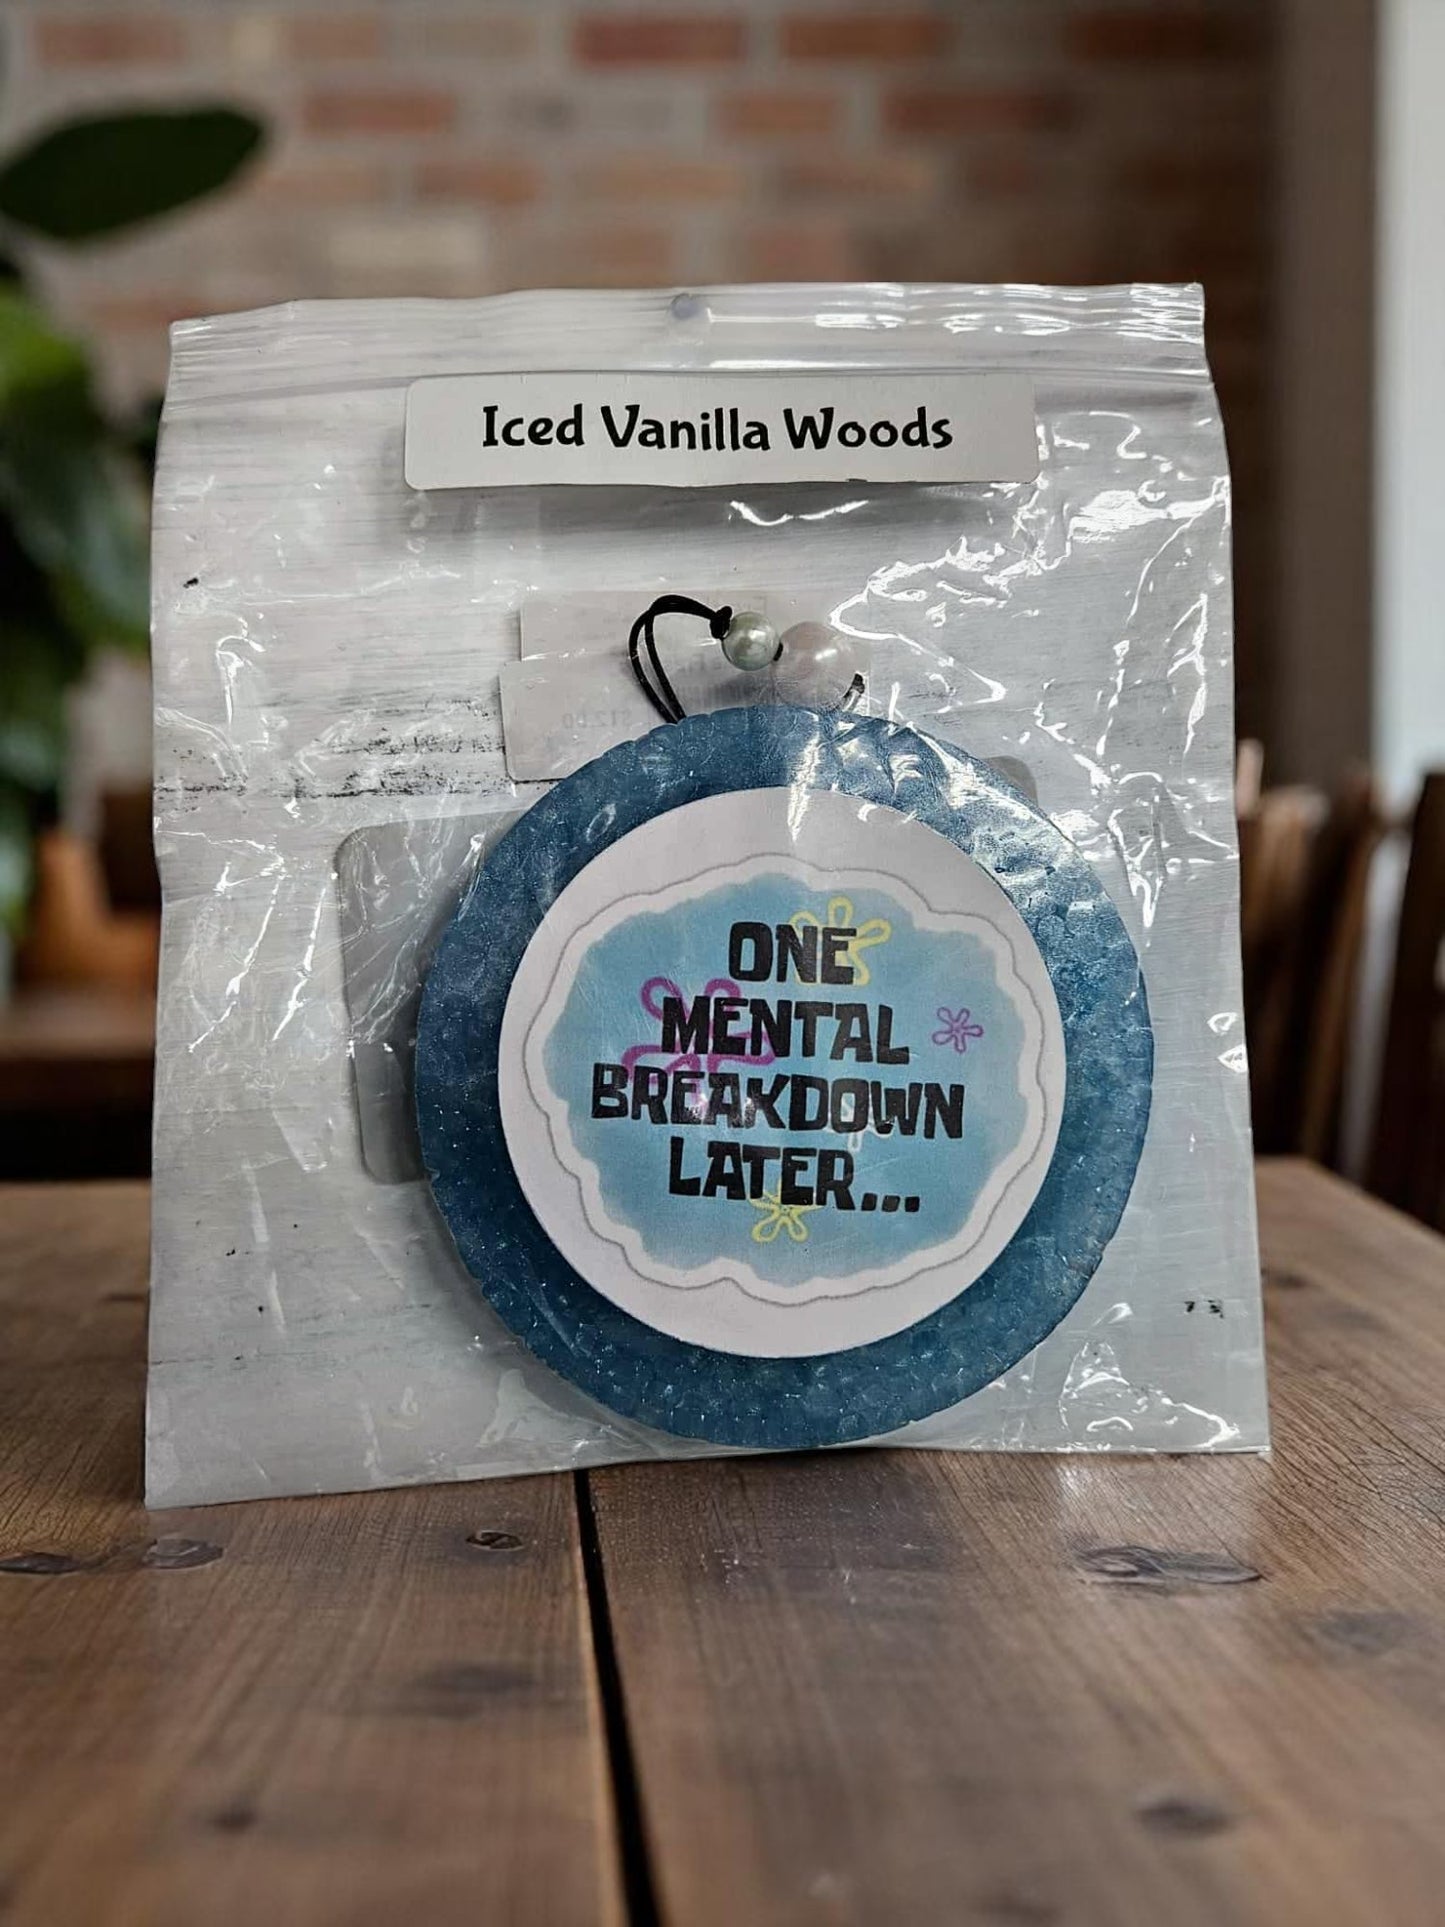 Iced Vanilla Woods
ONE
MENTAL
BREAKDOWN
LATER...